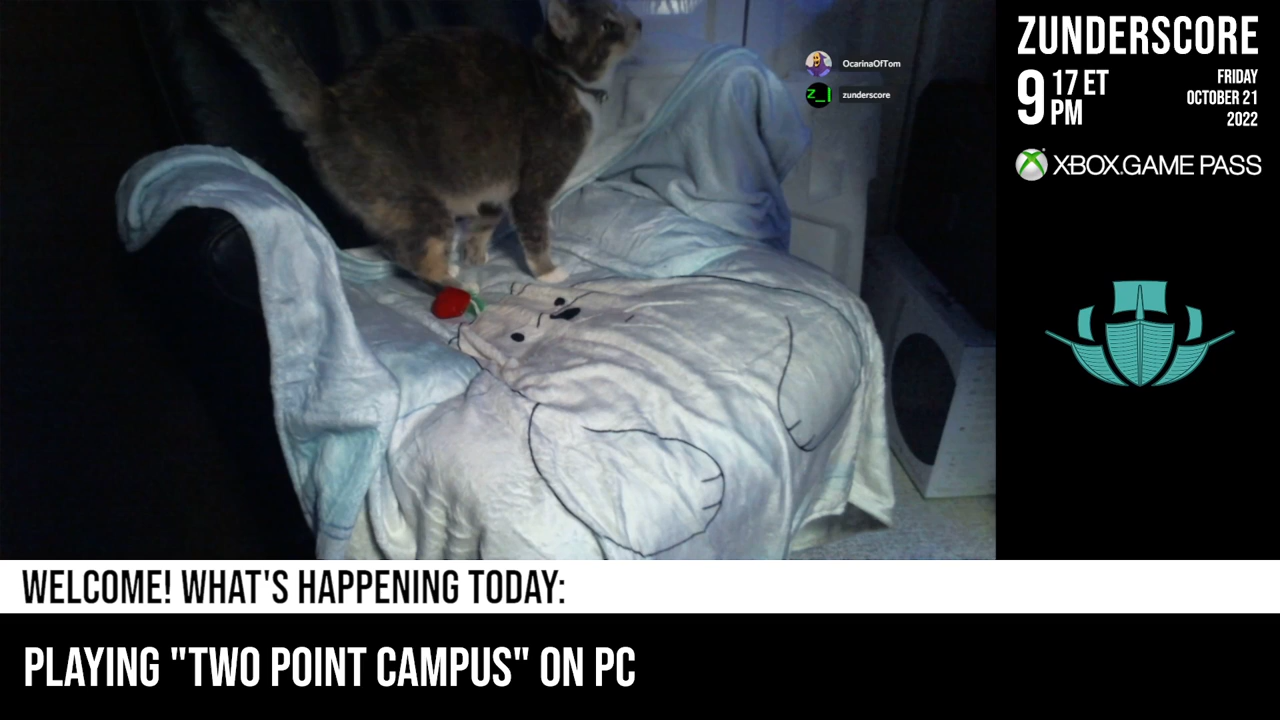 OcarinaOfTom
z_|
zunderscore
ZUNDERSCORE
9 17 ET
PM
FRIDAY
OCTOBER 21
2022
XBOX GAME PASS
WELCOME! WHAT'S HAPPENING TODAY:
PLAYING "TWO POINT CAMPUS" ON PC